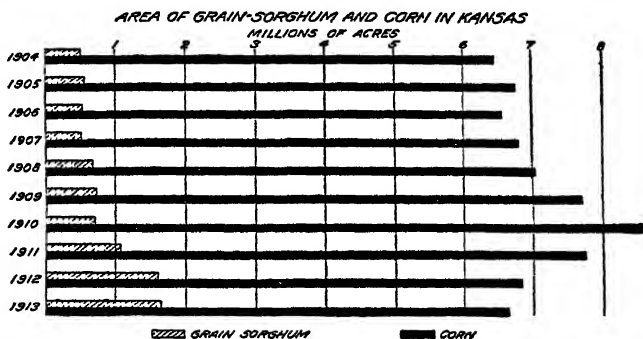 AREA OF GRAIN-SORGHUM AND CORN IN KANSAS
MILLIONS OF ACRES
1 2 3 4 5 6 7 8
1904
1905
1906
1907
1908
1909
1910
1911
1912
1913
GRAIN SORGHUM CORN